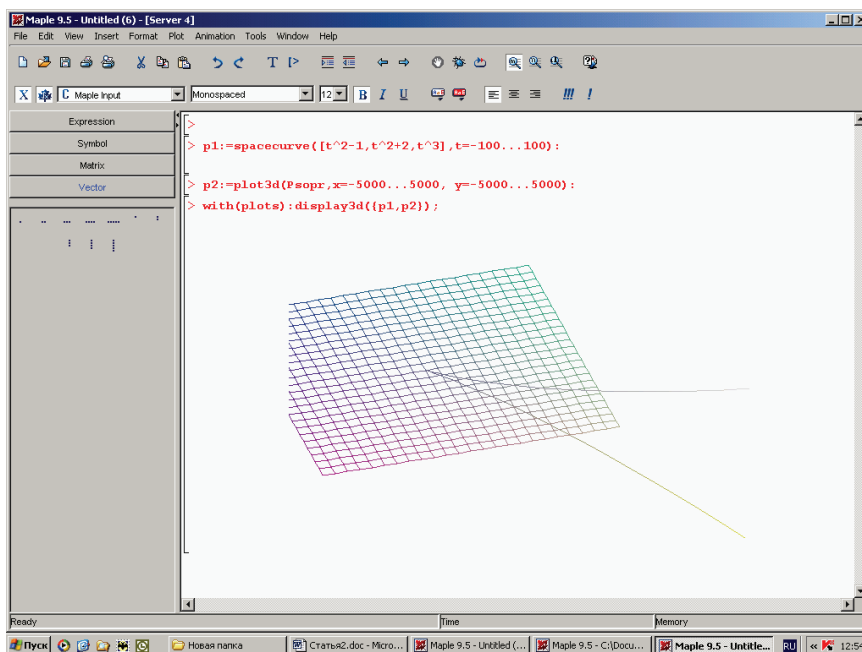 Maple 9.5 - Untitled (6) - [Server 4]
File Edit View Insert Format Plot Animation Tools Window Help
C Maple Input Monospaced 12 B I U !!! !
Expression
Symbol
Matrix
Vector
>
> p1:=spacecurve([t^2-1,t^2+2,t^3],t=-100...100):
> p2:=plot3d(Psopr,x=-5000...5000, y=-5000...5000):
> with(plots):display3d({p1,p2});
Ready Time Memory
Пуск Новая папка Статья2.doc - Micro... Maple 9.5 - Untitled (... Maple 9.5 - C:\Docu... Maple 9.5 - Untitle... RU « 12:54